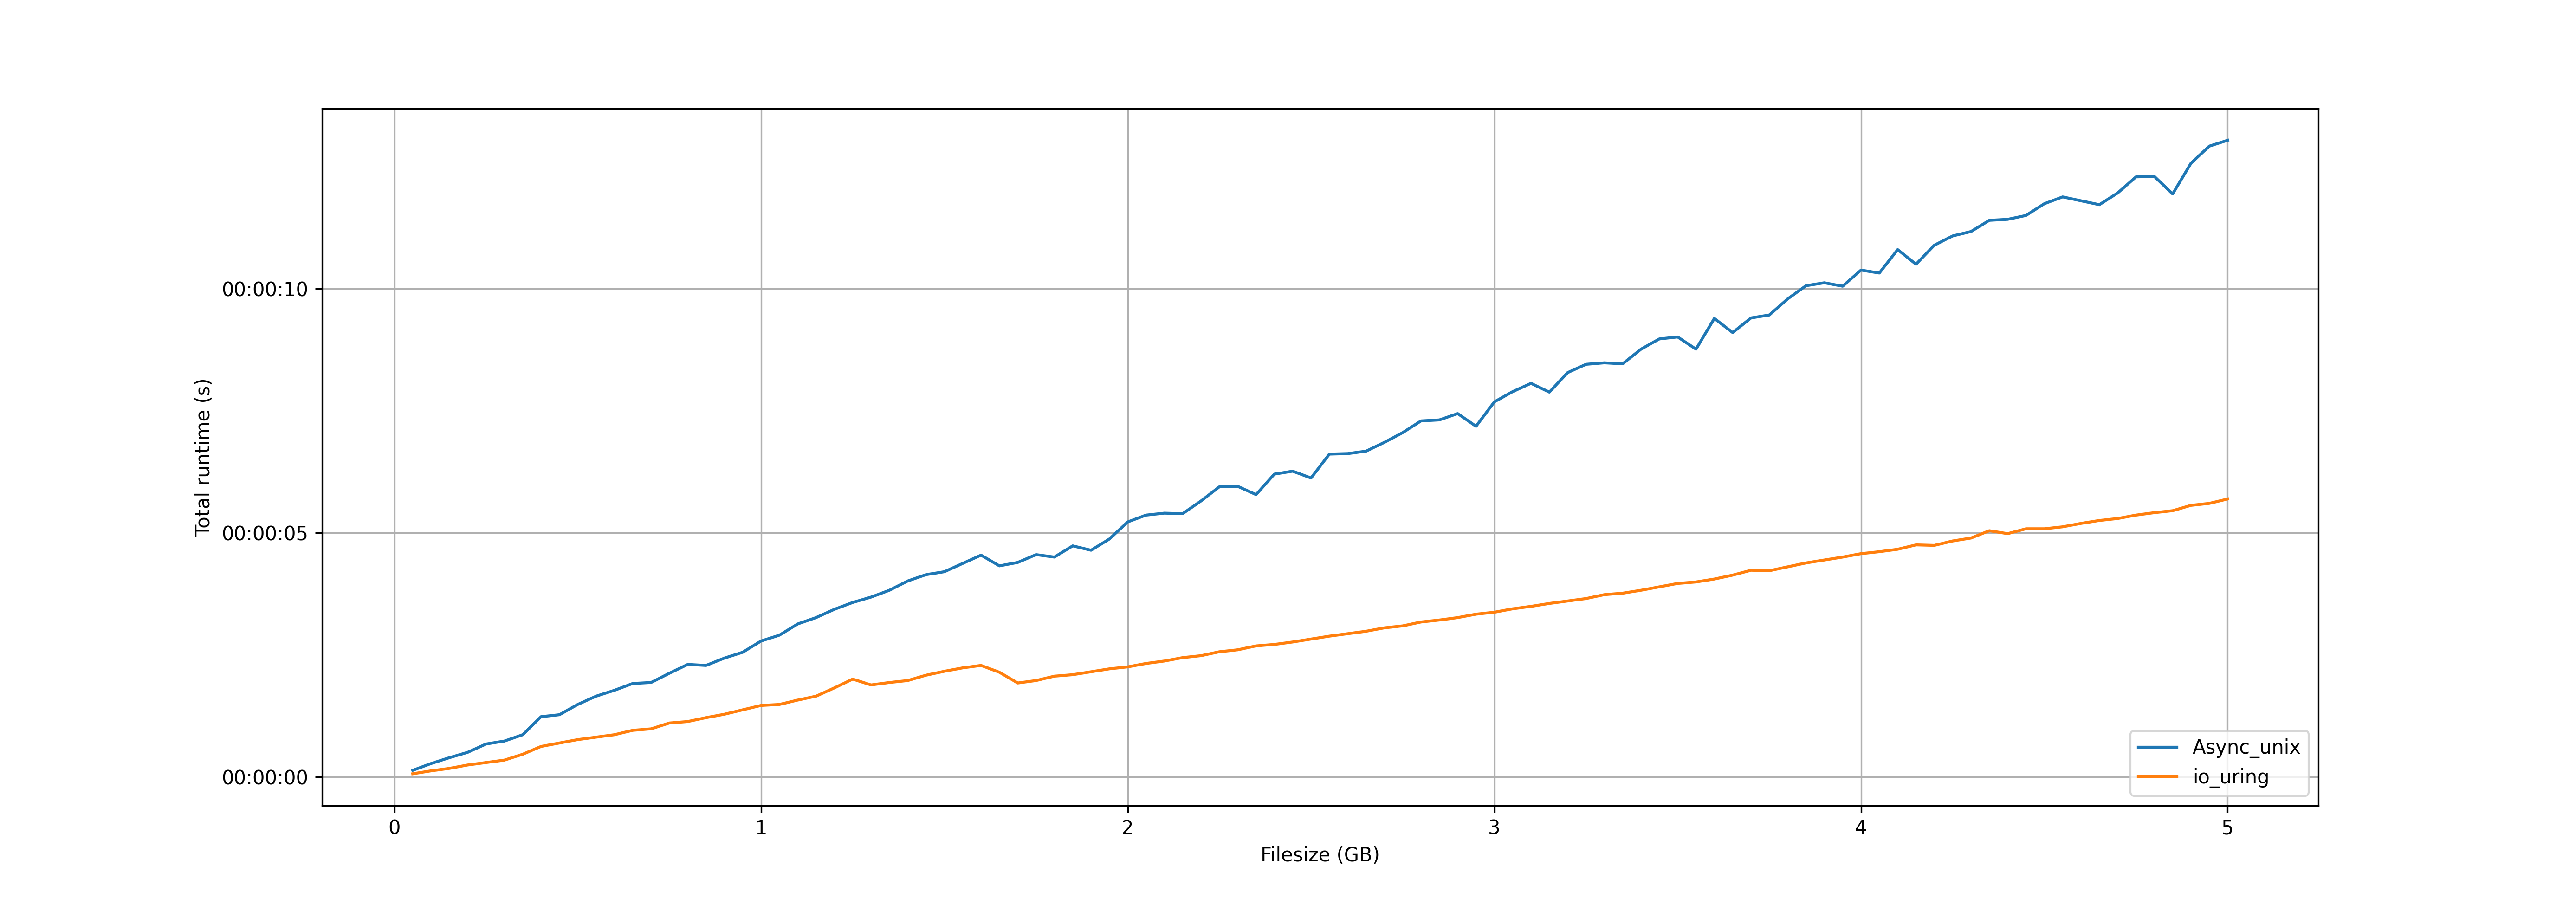 00:00:10
00:00:05
00:00:00
Total runtime (s)
0 1 2 3 4 5
Filesize (GB)
Async_unix
io_uring